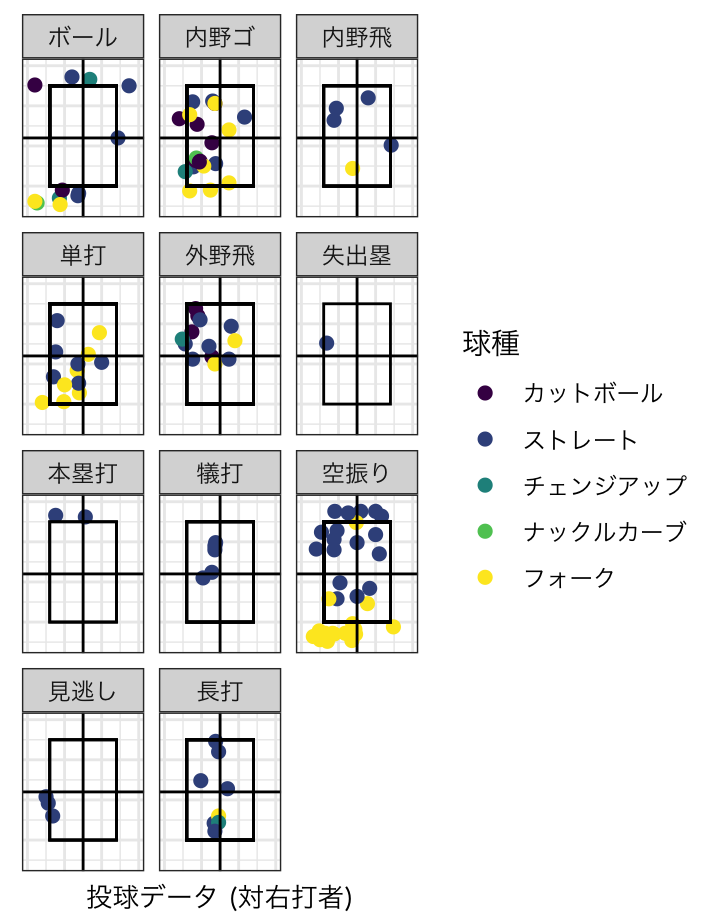 ボール
内野ゴ
内野飛
単打
外野飛
失出塁
本塁打
犠打
空振り
見逃し
長打
球種
カットボール
ストレート
チェンジアップ
ナックルカーブ
フォーク
投球データ (対右打者)